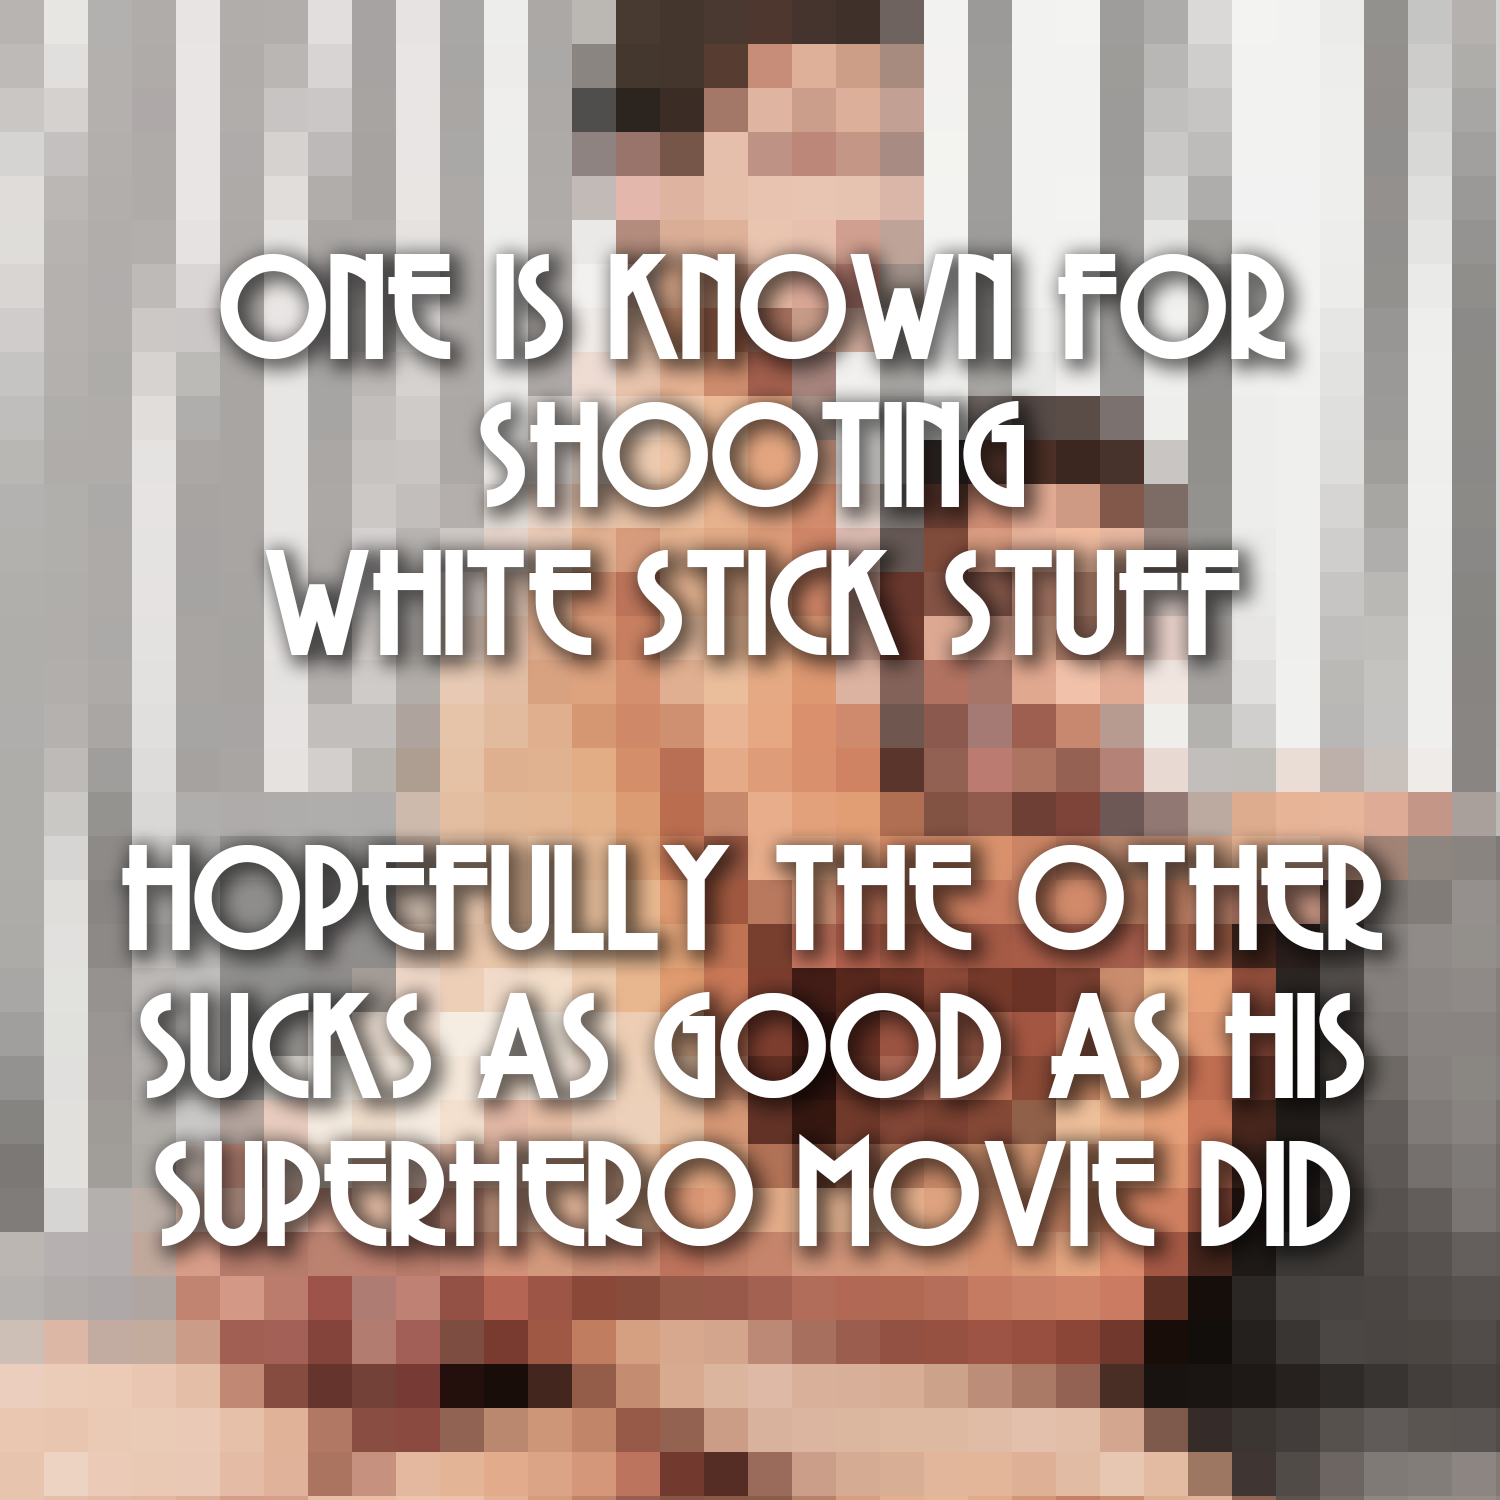 ONE IS KNOWN FOR
SHOOTING
WHITE STICK STUFF
HOPEFULLY THE OTHER
SUCKS AS GOOD AS HIS
SUPERHERO MOVIE DID